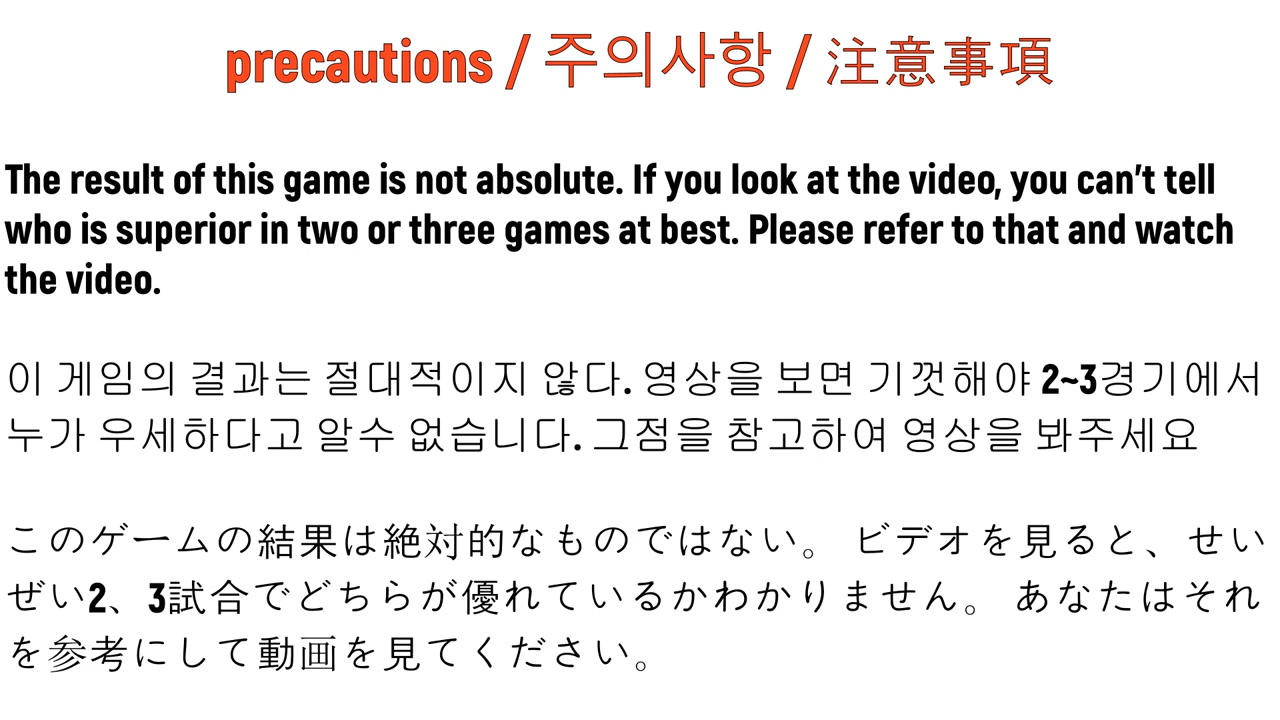 precautions / 주의사항 / 注意事項
The result of this game is not absolute. If you look at the video, you can't tell
who is superior in two or three games at best. Please refer to that and watch
the video.
이 게임의 결과는 절대적이지 않다. 영상을 보면 기껏해야 2~3경기에서
누가 우세하다고 알수 없습니다. 그점을 참고하여 영상을 봐주세요
このゲームの結果は絶対的なものではない。 ビデオを見ると、せい
ぜい2、3試合でどちらが優れているかわかりません。 あなたはそれ
を参考にして動画を見てください。